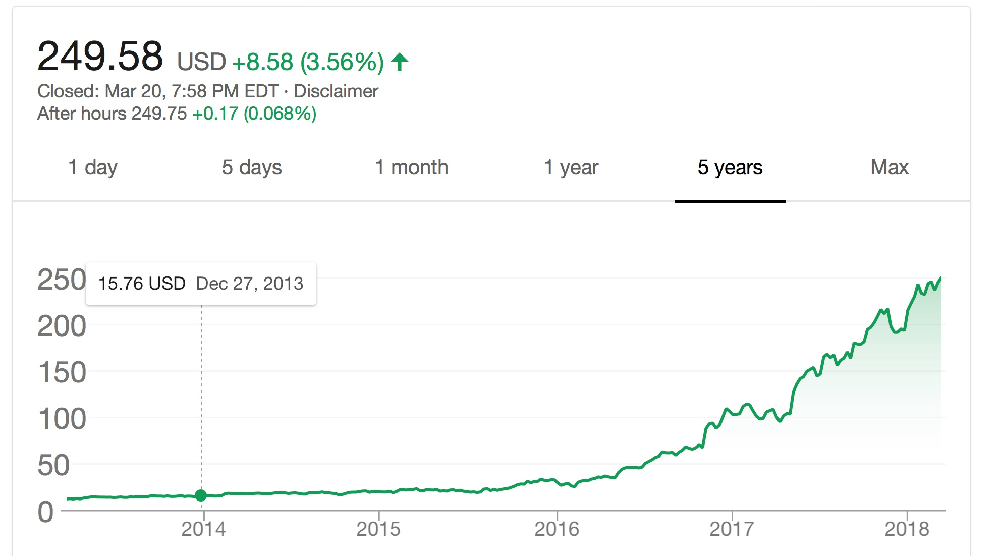 249.58 USD +8.58 (3.56%)
Closed: Mar 20, 7:58 PM EDT · Disclaimer
After hours 249.75 +0.17 (0.068%)
1 day 5 days 1 month 1 year 5 years Max
250
15.76 USD Dec 27, 2013
200
150
100
50
0
2014 2015 2016 2017 2018